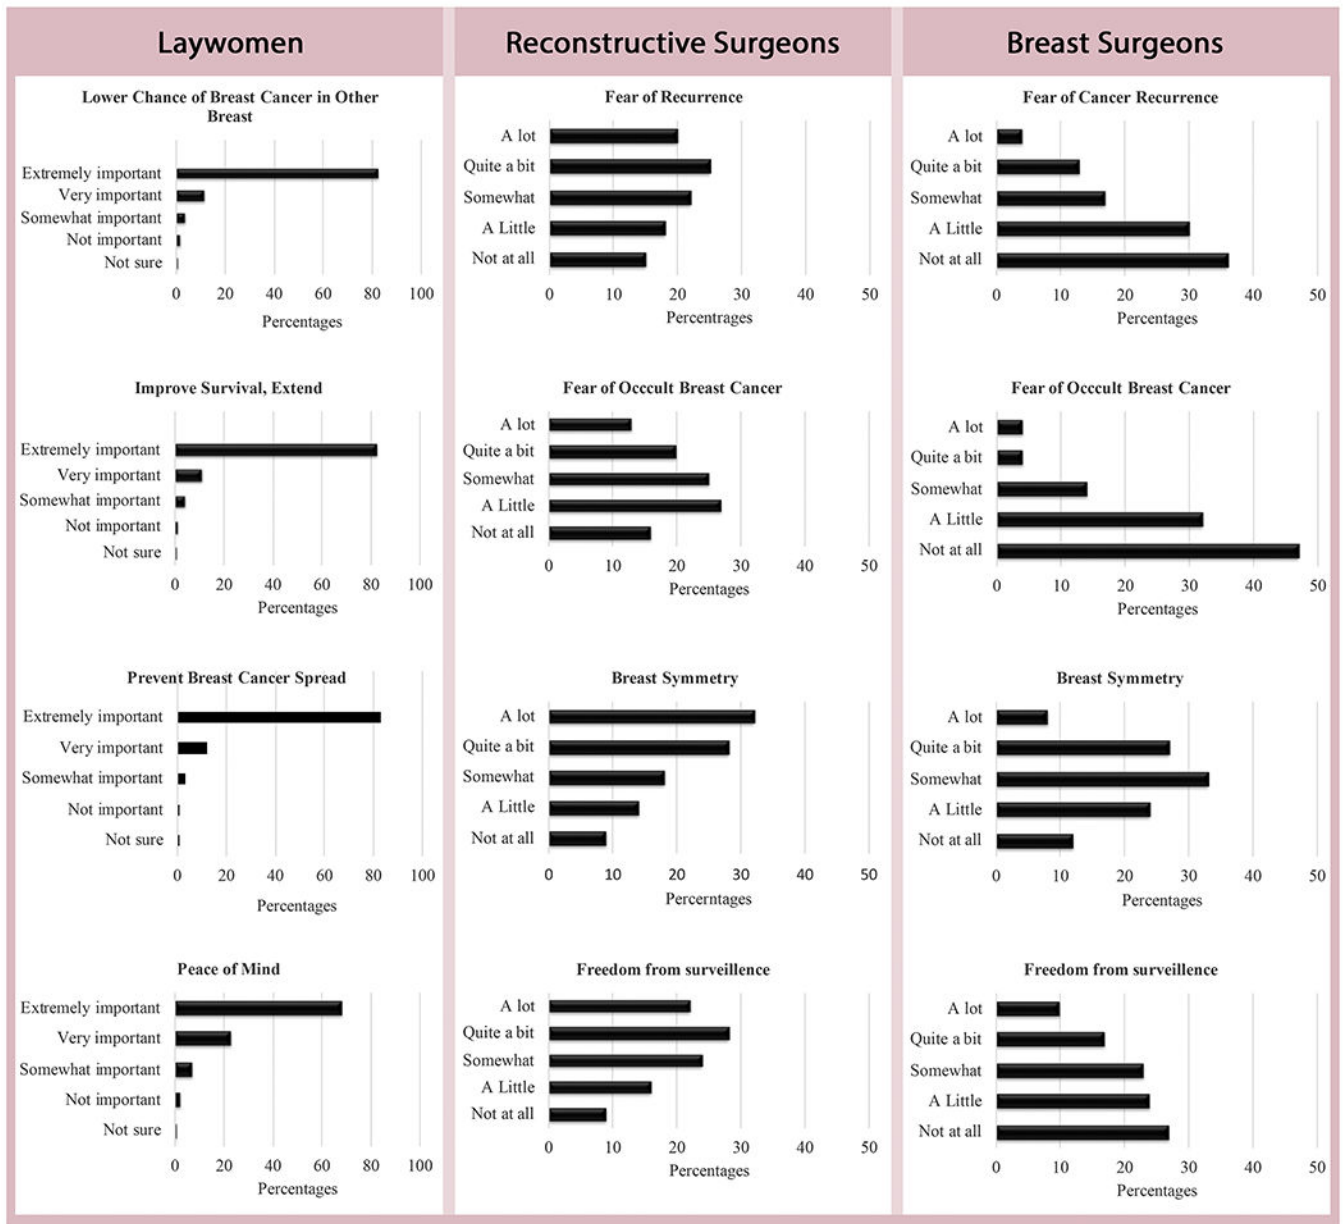 Laywomen
Lower Chance of Breast Cancer in Other
Breast
Extremely important
Very important
Somewhat important
Not important
Not sure
0 20 40 60 80 100
Percentages
Improve Survival, Extend
Extremely important
Very important
Somewhat important
Not important
Not sure
0 20 40 60 80 100
Percentages
Prevent Breast Cancer Spread
Extremely important
Very important
Somewhat important
Not important
Not sure
0 20 40 60 80 100
Percentages
Peace of Mind
Extremely important
Very important
Somewhat important
Not important
Not sure
0 20 40 60 80 100
Percentages
Reconstructive Surgeons
Fear of Recurrence
A lot
Quite a bit
Somewhat
A Little
Not at all
0 10 20 30 40 50
Percentrages
Fear of Occcult Breast Cancer
A lot
Quite a bit
Somewhat
A Little
Not at all
0 10 20 30 40 50
Percentages
Breast Symmetry
A lot
Quite a bit
Somewhat
A Little
Not at all
0 10 20 30 40 50
Percerntages
Freedom from surveillence
A lot
Quite a bit
Somewhat
A Little
Not at all
0 10 20 30 40 50
Percentages
Breast Surgeons
Fear of Cancer Recurrence
A lot
Quite a bit
Somewhat
A Little
Not at all
0 10 20 30 40 50
Percentages
Fear of Occcult Breast Cancer
A lot
Quite a bit
Somewhat
A Little
Not at all
0 10 20 30 40 50
Percentages
Breast Symmetry
A lot
Quite a bit
Somewhat
A Little
Not at all
0 10 20 30 40 50
Percentages
Freedom from surveillence
A lot
Quite a bit
Somewhat
A Little
Not at all
0 10 20 30 40 50
Percentages